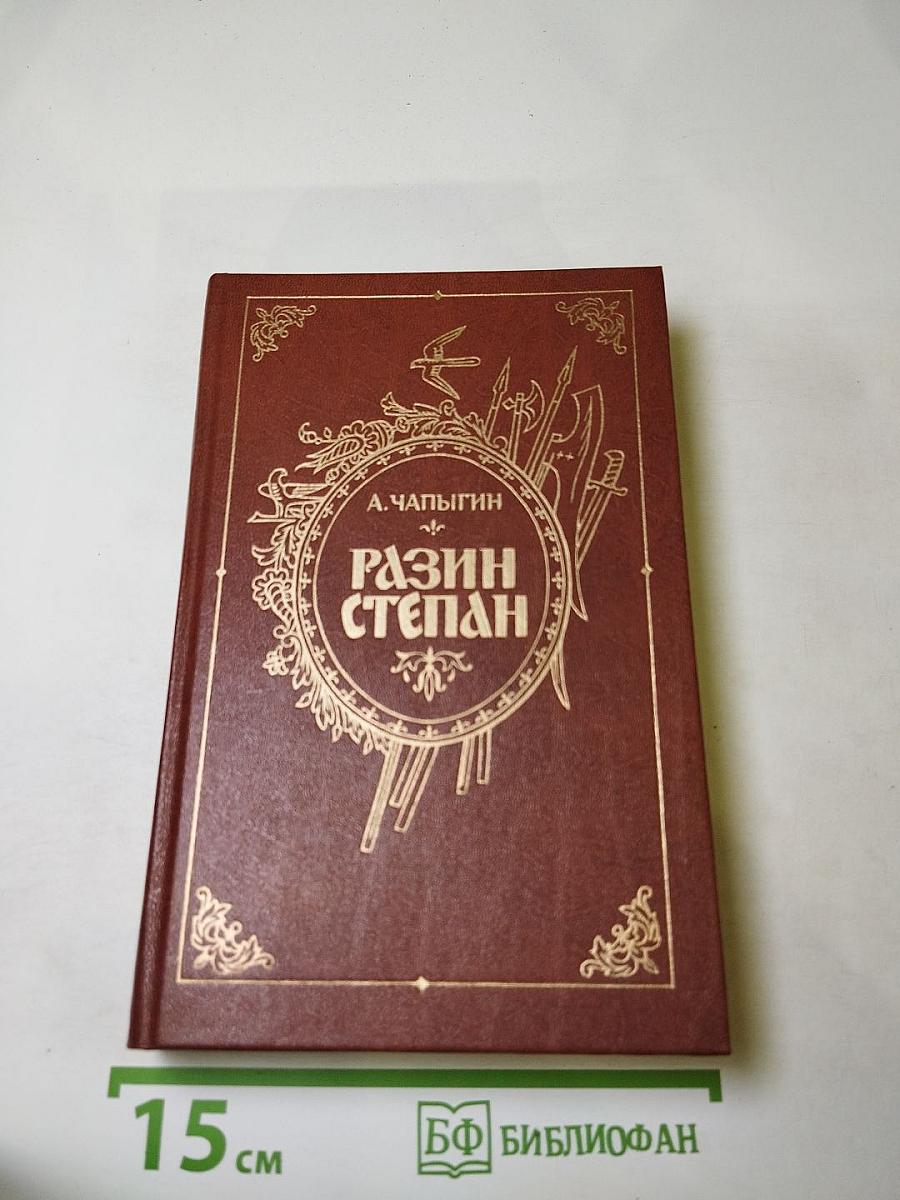 А. ЧАПЫГИН
РАЗИН
СТЕПАН
15 см
БФ БИБЛИОФАН